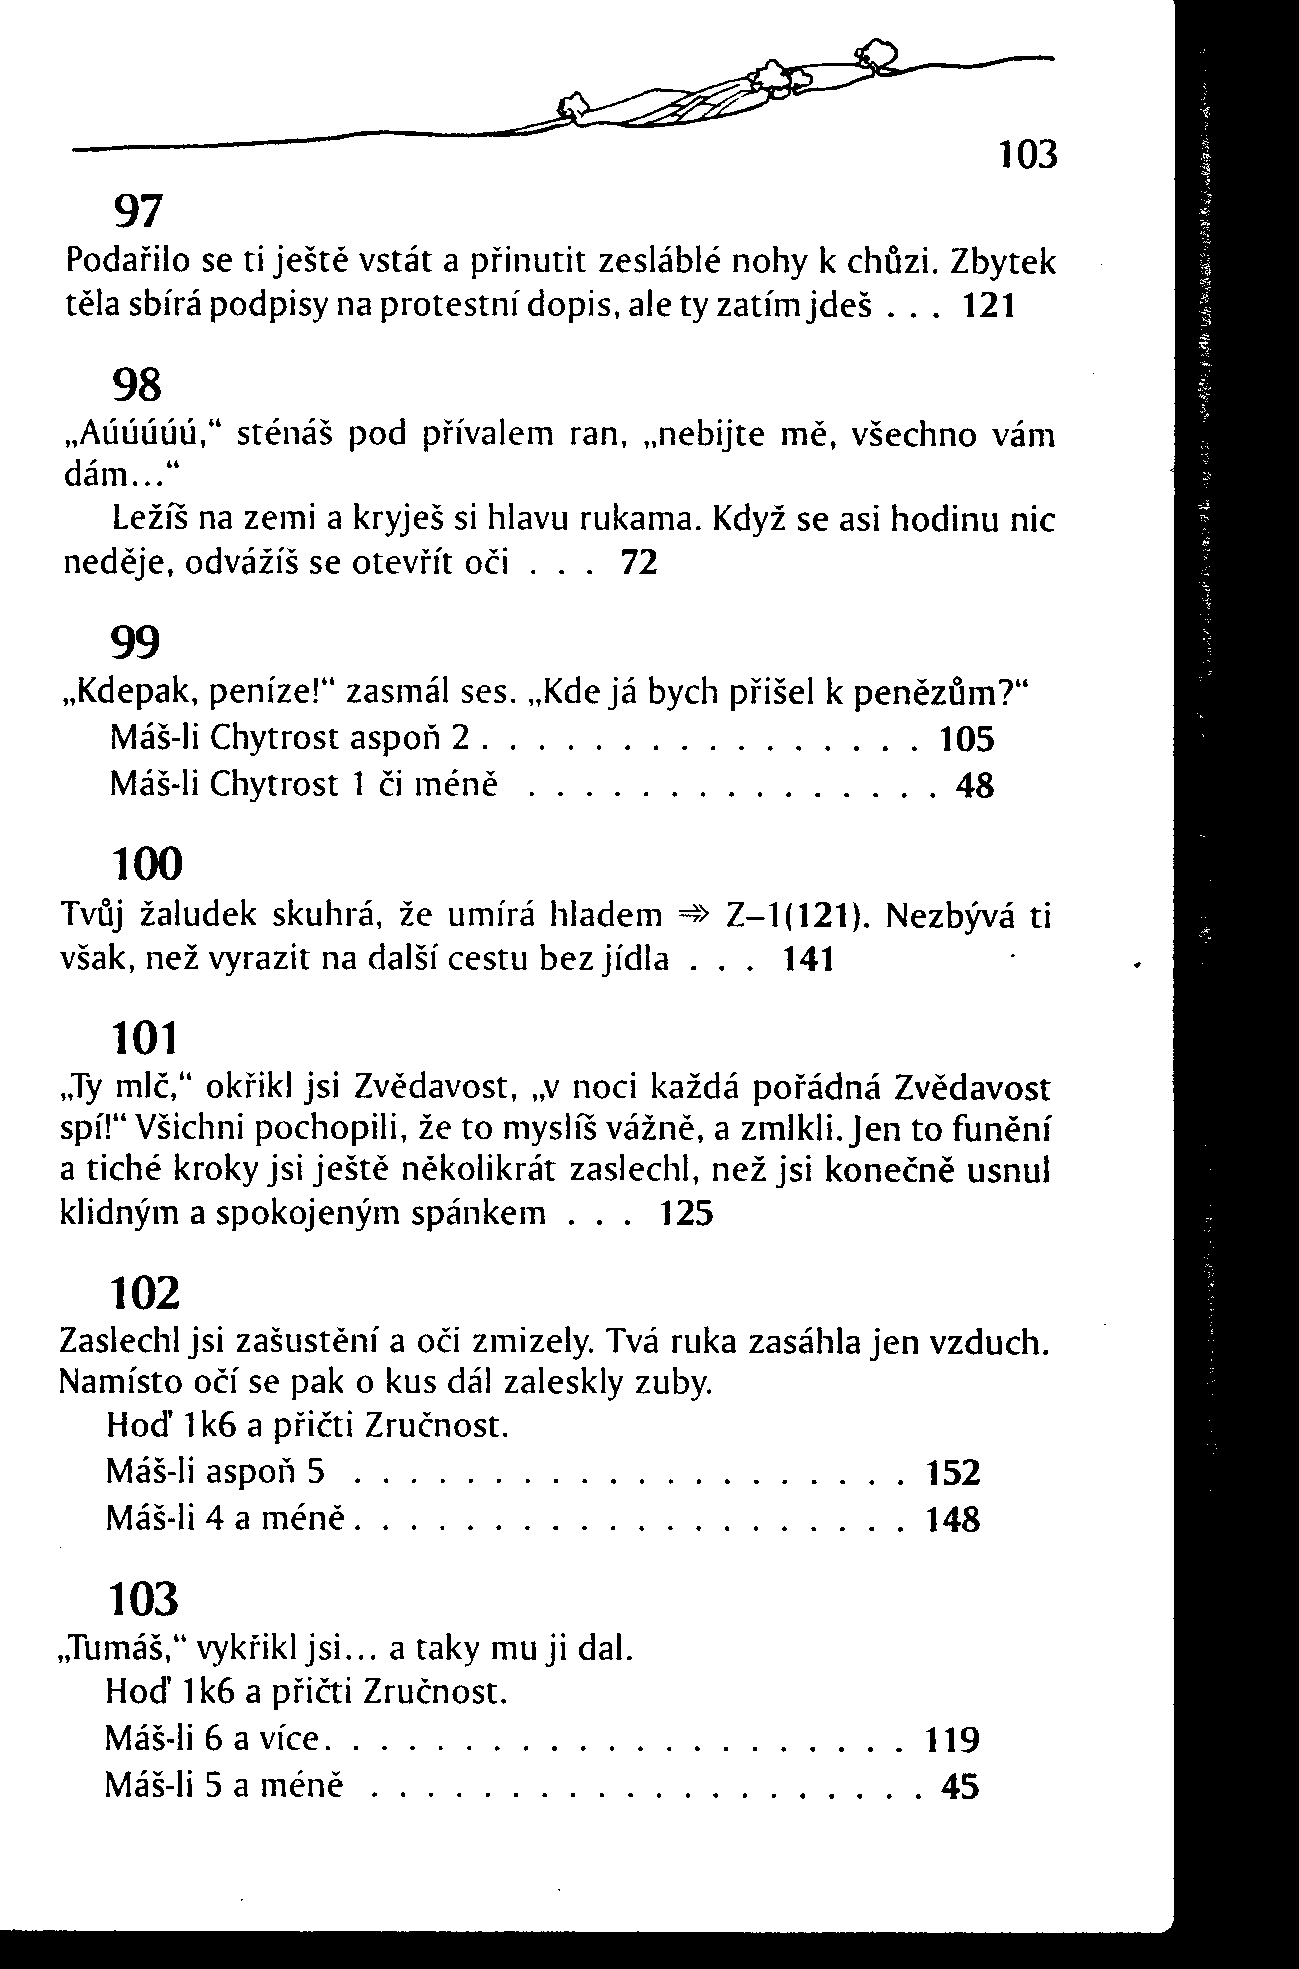 103
97
Podařilo se ti ještě vstát a přinutit zesláblé nohy k chůzi. Zbytek
těla sbírá podpisy na protestní dopis, ale ty zatím jdeš . . . 121
98
„Aúúúúú,“ sténáš pod přívalem ran, „nebijte mě, všechno vám
dám...“
Ležíš na zemi a kryješ si hlavu rukama. Když se asi hodinu nic
neděje, odvážíš se otevřít oči . . . 72
99
„Kdepak, peníze!“ zasmál ses. „Kde já bych přišel k penězům?“
Máš-li Chytrost aspoň 2 . . . . . . . . . . . . . . . . 105
Máš-li Chytrost 1 či méně . . . . . . . . . . . . . . . 48
100
Tvůj žaludek skuhrá, že umírá hladem ⇒ Z–1(121). Nezbývá ti
však, než vyrazit na další cestu bez jídla . . . 141
101
„Ty mlč,“ okřikl jsi Zvědavost, „v noci každá pořádná Zvědavost
spí!“ Všichni pochopili, že to myslíš vážně, a zmlkli. Jen to funění
a tiché kroky jsi ještě několikrát zaslechl, než jsi konečně usnul
klidným a spokojeným spánkem . . . 125
102
Zaslechl jsi zašustění a oči zmizely. Tvá ruka zasáhla jen vzduch.
Namísto očí se pak o kus dál zaleskly zuby.
Hoď 1k6 a přičti Zručnost.
Máš-li aspoň 5 . . . . . . . . . . . . . . . . . . . . 152
Máš-li 4 a méně . . . . . . . . . . . . . . . . . . . . 148
103
„Tumáš,“ vykřikl jsi... a taky mu ji dal.
Hoď 1k6 a přičti Zručnost.
Máš-li 6 a více . . . . . . . . . . . . . . . . . . . . . 119
Máš-li 5 a méně . . . . . . . . . . . . . . . . . . . . 45